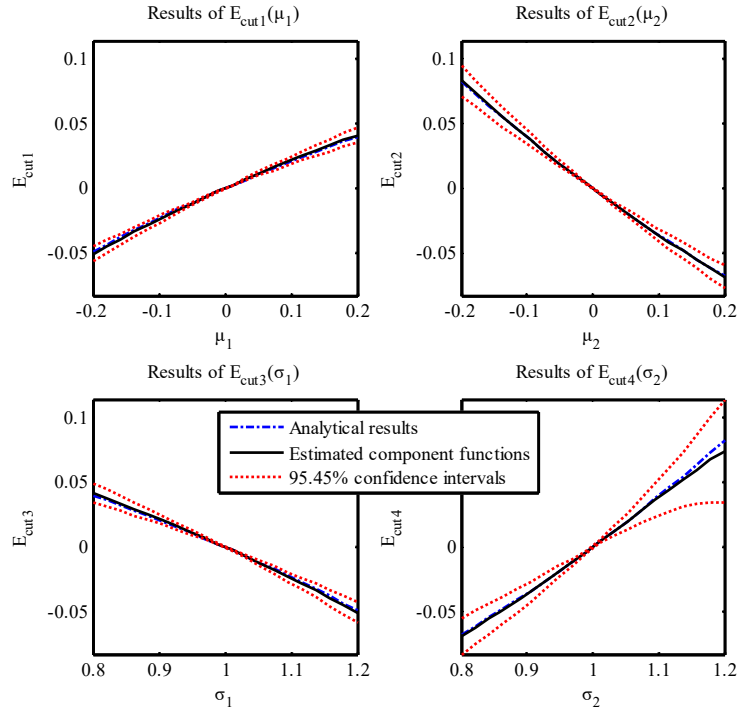 Results of E_cut1(μ_1)
Results of E_cut2(μ_2)
0.1
0.05
0
-0.05
E_cut1
-0.2 -0.1 0 0.1 0.2
μ_1
0.1
0.05
0
-0.05
E_cut2
-0.2 -0.1 0 0.1 0.2
μ_2
Results of E_cut3(σ_1)
Results of E_cut4(σ_2)
0.1
0.05
0
-0.05
E_cut3
0.8 0.9 1 1.1 1.2
σ_1
Analytical results
Estimated component functions
95.45% confidence intervals
0.1
0.05
0
-0.05
E_cut4
0.8 0.9 1 1.1 1.2
σ_2